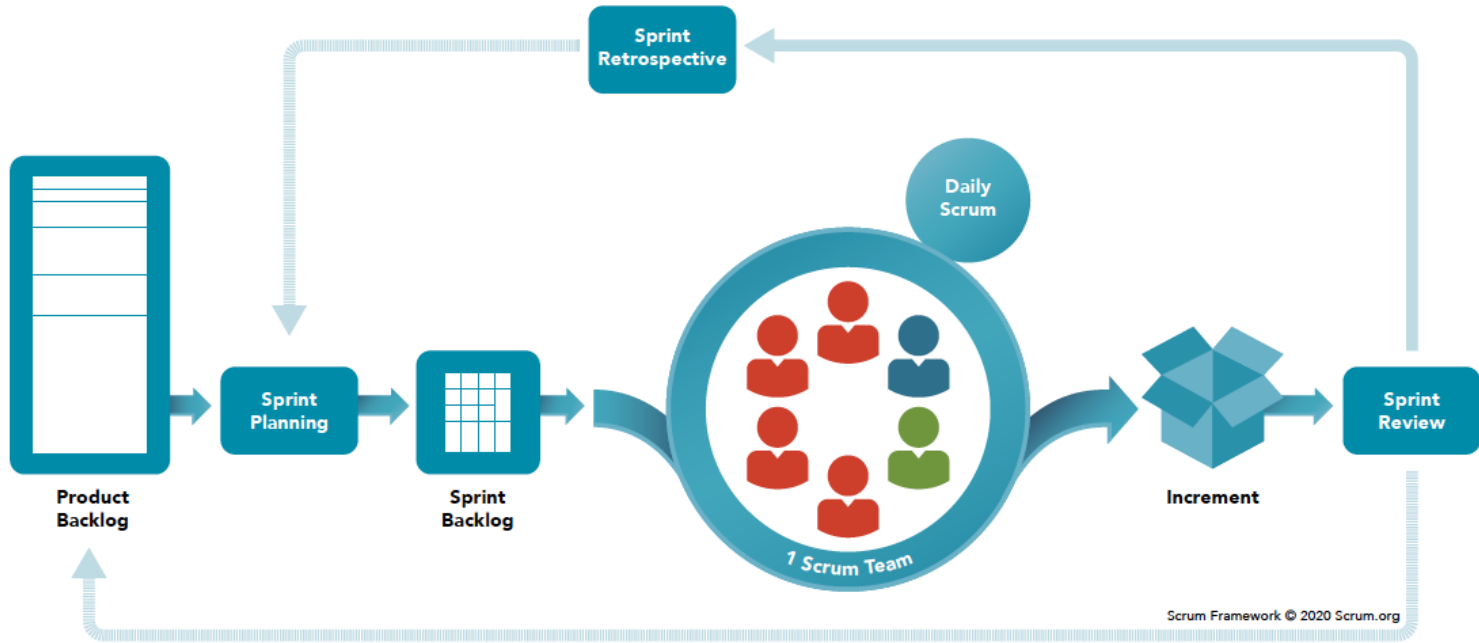 Sprint
Retrospective
Daily
Scrum
Sprint
Planning
Sprint
Review
Product
Backlog
Sprint
Backlog
Increment
1 Scrum Team
Scrum Framework © 2020 Scrum.org